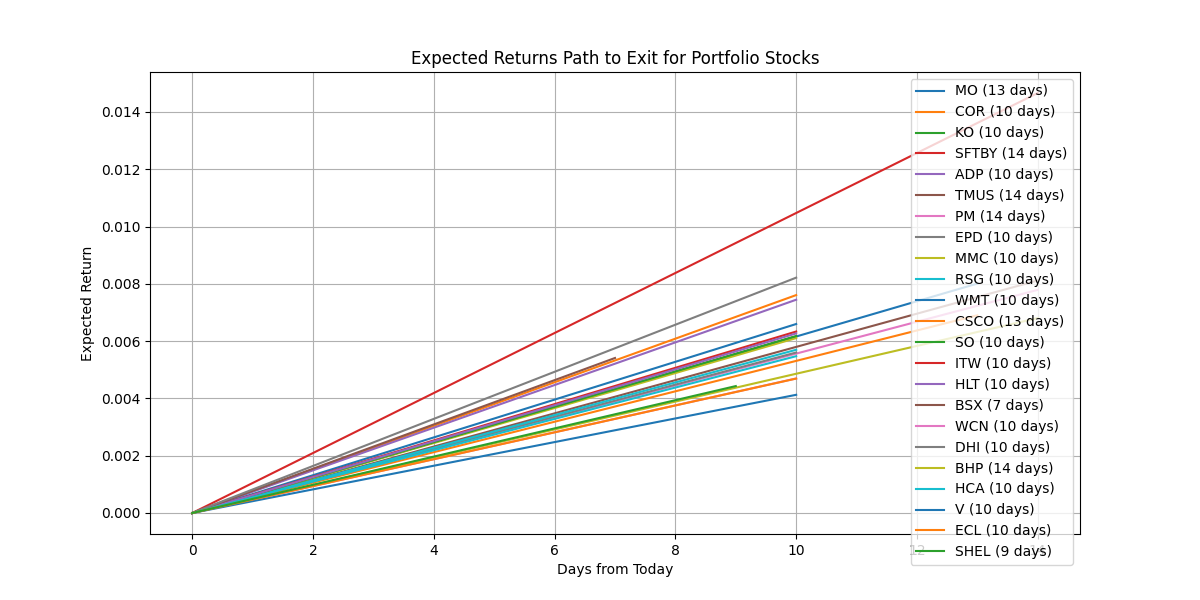 Expected Returns Path to Exit for Portfolio Stocks
Expected Return
0.014
0.012
0.010
0.008
0.006
0.004
0.002
0.000
0
2
4
6
8
10
12
Days from Today
MO (13 days)
COR (10 days)
KO (10 days)
SFTBY (14 days)
ADP (10 days)
TMUS (14 days)
PM (14 days)
EPD (10 days)
MMC (10 days)
RSG (10 days)
WMT (10 days)
CSCO (13 days)
SO (10 days)
ITW (10 days)
HLT (10 days)
BSX (7 days)
WCN (10 days)
DHI (10 days)
BHP (14 days)
HCA (10 days)
V (10 days)
ECL (10 days)
SHEL (9 days)